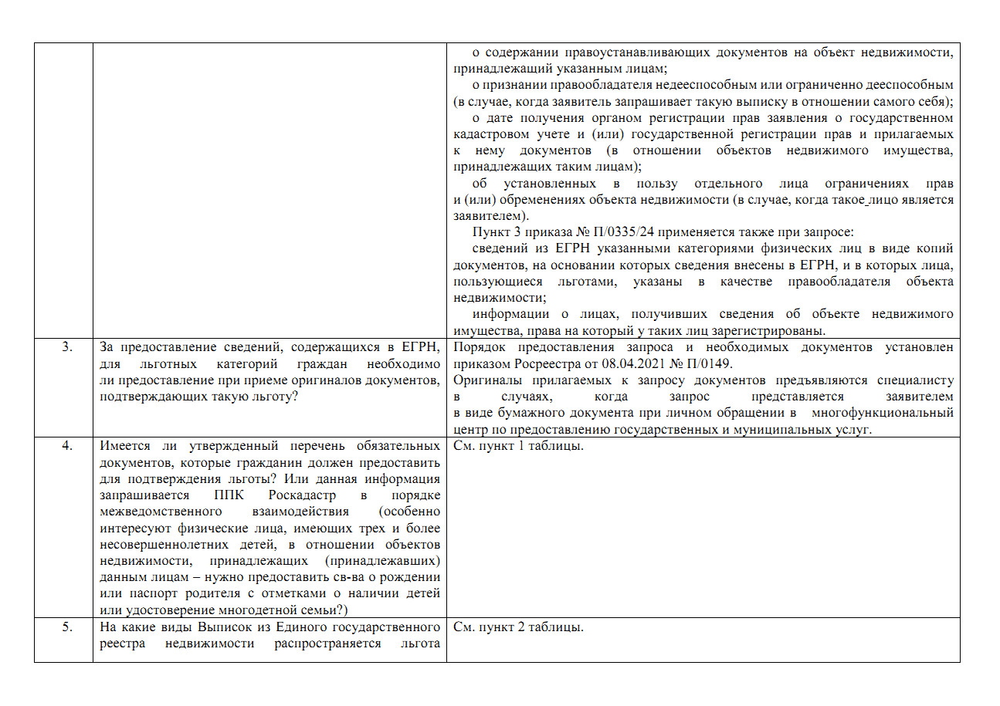 о содержании правоустанавливающих документов на объект недвижимости,
принадлежащий указанным лицам;
о признании правообладателя недееспособным или ограниченно дееспособным
(в случае, когда заявитель запрашивает такую выписку в отношении самого себя);
о дате получения органом регистрации прав заявления о государственном
кадастровом учете и (или) государственной регистрации прав и прилагаемых
к нему документов (в отношении объектов недвижимого имущества,
принадлежащих таким лицам);
об установленных в пользу отдельного лица ограничениях прав
и (или) обременениях объекта недвижимости (в случае, когда такое лицо является
заявителем).
Пункт 3 приказа № П/0335/24 применяется также при запросе:
сведений из ЕГРН указанными категориями физических лиц в виде копий
документов, на основании которых сведения внесены в ЕГРН, и в которых лица,
пользующиеся льготами, указаны в качестве правообладателя объекта
недвижимости;
информации о лицах, получивших сведения об объекте недвижимого
имущества, права на который у таких лиц зарегистрированы.
3.
За предоставление сведений, содержащихся в ЕГРН,
для льготных категорий граждан необходимо
ли предоставление при приеме оригиналов документов,
подтверждающих такую льготу?
Порядок предоставления запроса и необходимых документов установлен
приказом Росреестра от 08.04.2021 № П/0149.
Оригиналы прилагаемых к запросу документов предъявляются специалисту
в случаях, когда запрос представляется заявителем
в виде бумажного документа при личном обращении в многофункциональный
центр по предоставлению государственных и муниципальных услуг.
4.
Имеется ли утвержденный перечень обязательных
документов, которые гражданин должен предоставить
для подтверждения льготы? Или данная информация
запрашивается ППК Роскадастр в порядке
межведомственного взаимодействия (особенно
интересуют физические лица, имеющих трех и более
несовершеннолетних детей, в отношении объектов
недвижимости, принадлежащих (принадлежавших)
данным лицам – нужно предоставить св-ва о рождении
или паспорт родителя с отметками о наличии детей
или удостоверение многодетной семьи?)
См. пункт 1 таблицы.
5.
На какие виды Выписок из Единого государственного
реестра недвижимости распространяется льгота
См. пункт 2 таблицы.